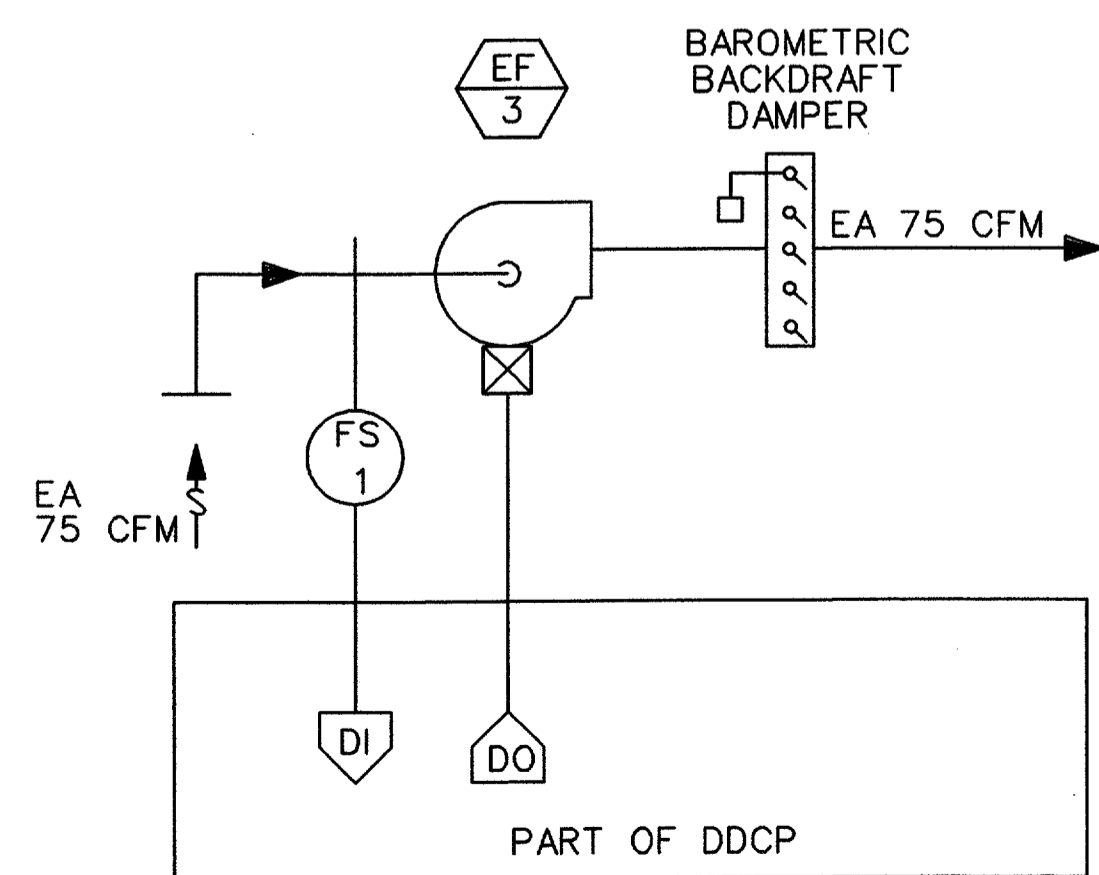 EF
3
BAROMETRIC
BACKDRAFT
DAMPER
EA 75 CFM
FS
1
EA
75 CFM
DI
DO
PART OF DDCP